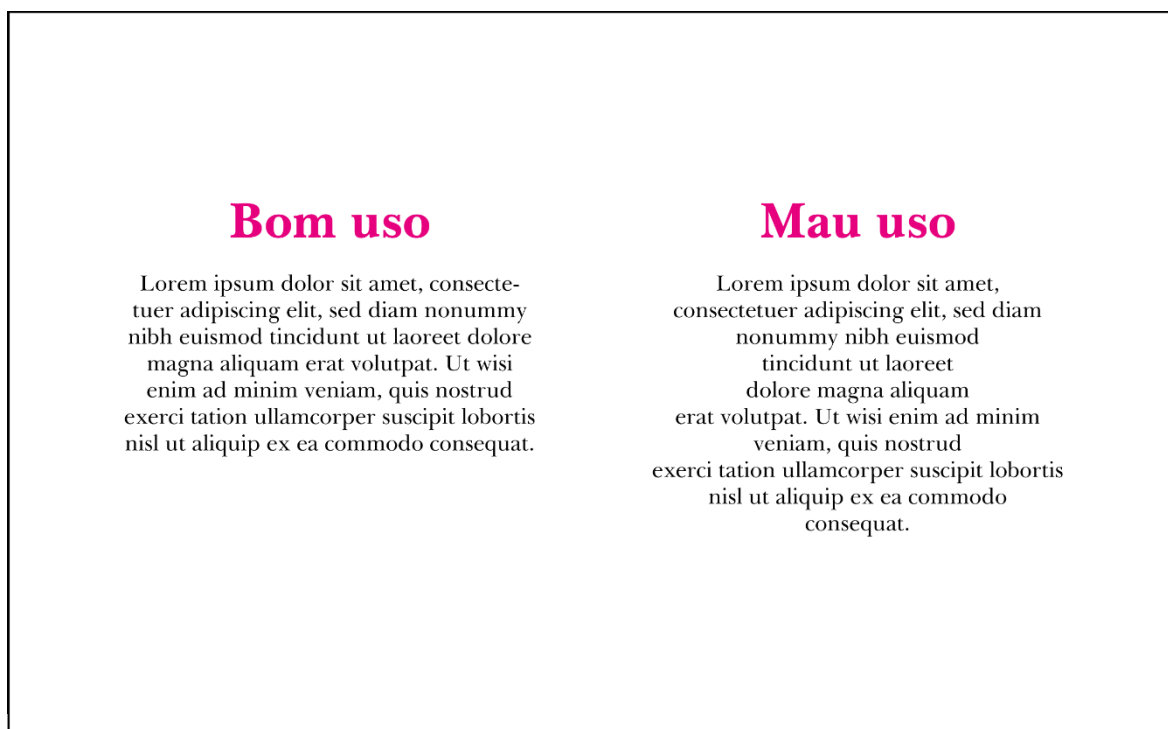 Bom uso
Lorem ipsum dolor sit amet, consecte-
tuer adipiscing elit, sed diam nonummy
nibh euismod tincidunt ut laoreet dolore
magna aliquam erat volutpat. Ut wisi
enim ad minim veniam, quis nostrud
exerci tation ullamcorper suscipit lobortis
nisl ut aliquip ex ea commodo consequat.
Mau uso
Lorem ipsum dolor sit amet,
consectetuer adipiscing elit, sed diam
nonummy nibh euismod
tincidunt ut laoreet
dolore magna aliquam
erat volutpat. Ut wisi enim ad minim
veniam, quis nostrud
exerci tation ullamcorper suscipit lobortis
nisl ut aliquip ex ea commodo
consequat.